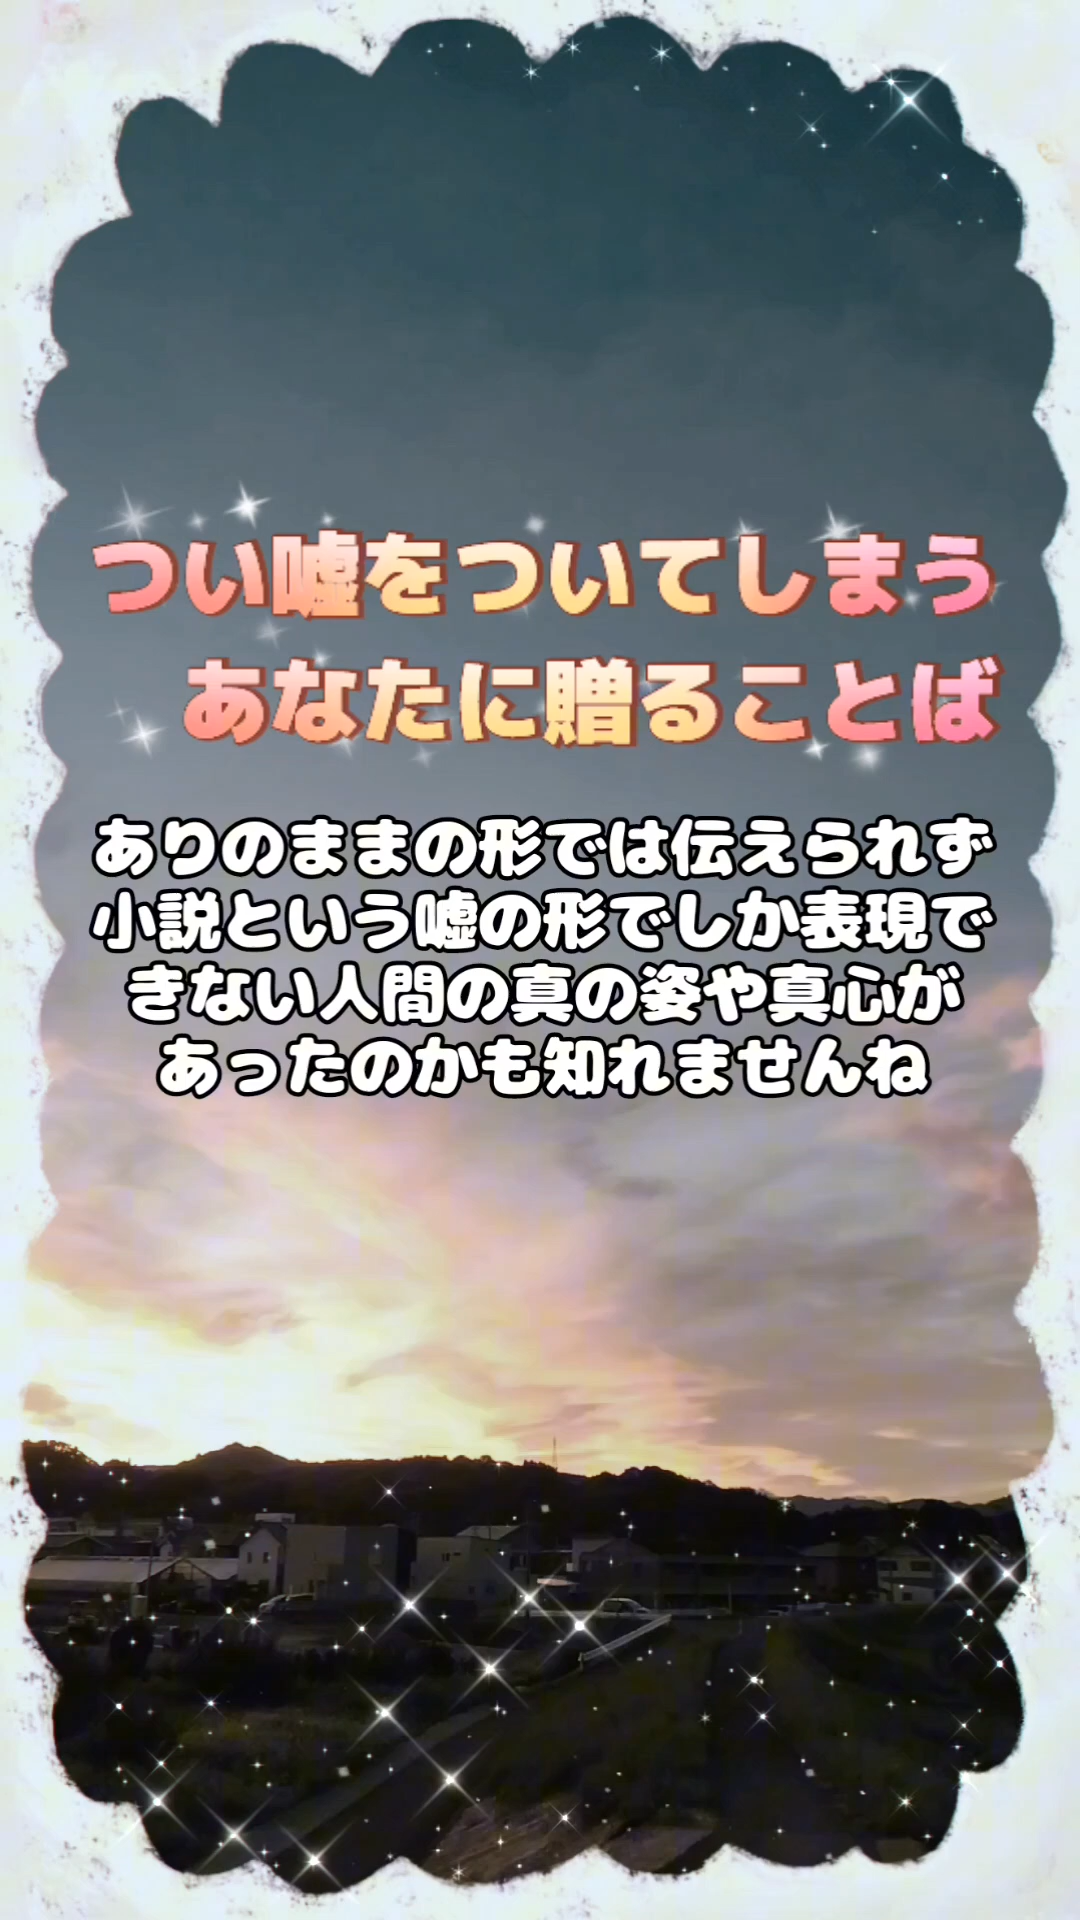 つい嘘をついてしまう
あなたに贈ることば
ありのままの形では伝えられず
小説という嘘の形でしか表現で
きない人間の真の姿や真心が
あったのかも知れませんね